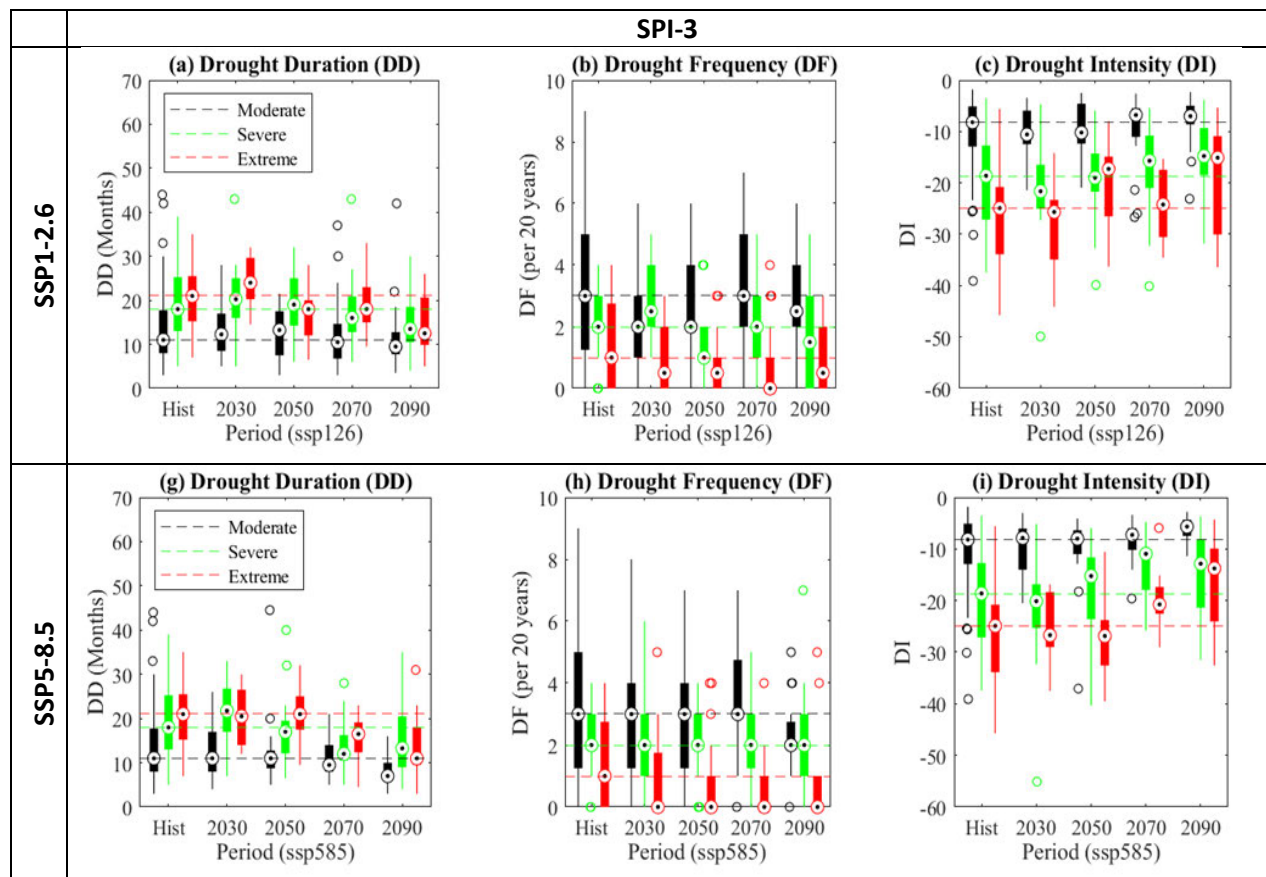 SPI-3
SSP1-2.6
(a) Drought Duration (DD)
70
60
50
40
30
20
10
0
DD (Months)
Moderate
Severe
Extreme
Hist 2030 2050 2070 2090
Period (ssp126)
(b) Drought Frequency (DF)
10
8
6
4
2
0
DF (per 20 years)
Hist 2030 2050 2070 2090
Period (ssp126)
(c) Drought Intensity (DI)
0
-10
-20
-30
-40
-50
-60
DI
Hist 2030 2050 2070 2090
Period (ssp126)
SSP5-8.5
(g) Drought Duration (DD)
70
60
50
40
30
20
10
0
DD (Months)
Moderate
Severe
Extreme
Hist 2030 2050 2070 2090
Period (ssp585)
(h) Drought Frequency (DF)
10
8
6
4
2
0
DF (per 20 years)
Hist 2030 2050 2070 2090
Period (ssp585)
(i) Drought Intensity (DI)
0
-10
-20
-30
-40
-50
-60
DI
Hist 2030 2050 2070 2090
Period (ssp585)